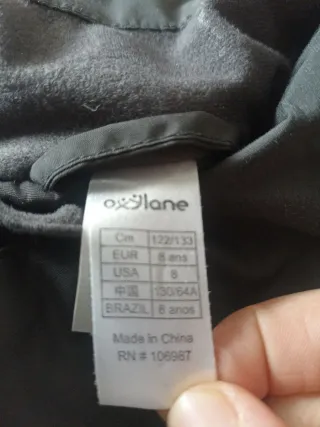 oxylane
Cm 122/133
EUR 8 ans
USA 8
中国 130/64A
BRAZIL 8 anos
Made in China
RN # 106987